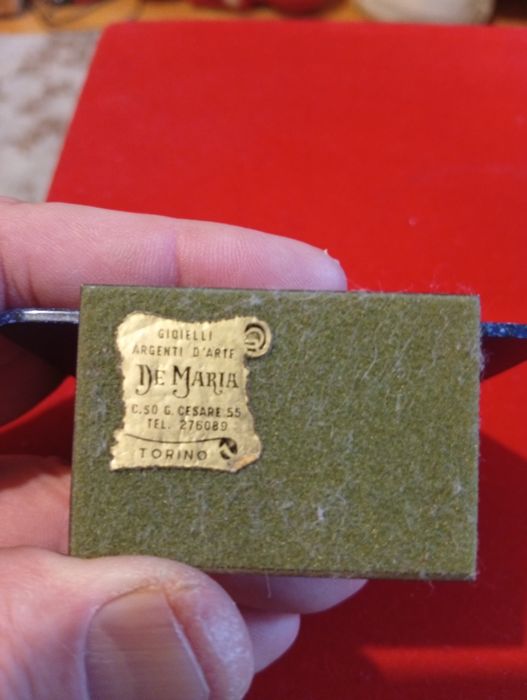 GIOIELLI
ARGENTI D'ARTE
DE MARIA
C.SO G. CESARE 55
TEL. 276089
TORINO